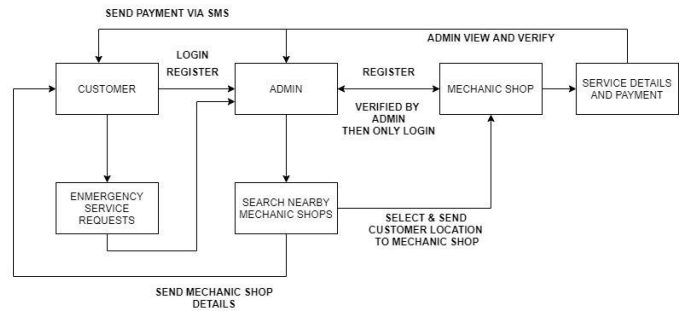 SEND PAYMENT VIA SMS
ADMIN VIEW AND VERIFY
LOGIN
REGISTER
REGISTER
CUSTOMER
ADMIN
MECHANIC SHOP
SERVICE DETAILS
AND PAYMENT
VERIFIED BY
ADMIN
THEN ONLY LOGIN
ENMERGENCY
SERVICE
REQUESTS
SEARCH NEARBY
MECHANIC SHOPS
SELECT & SEND
CUSTOMER LOCATION
TO MECHANIC SHOP
SEND MECHANIC SHOP
DETAILS